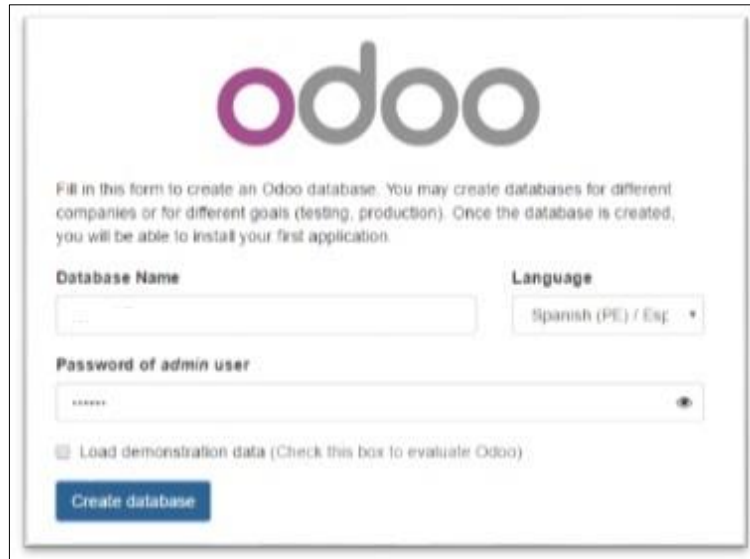 odoo
Fill in this form to create an Odoo database. You may create databases for different
companies or for different goals (testing, production). Once the database is created,
you will be able to install your first application.
Database Name Language
Spanish (PE) / Esp
Password of admin user
••••••
Load demonstration data (Check this box to evaluate Odoo)
Create database